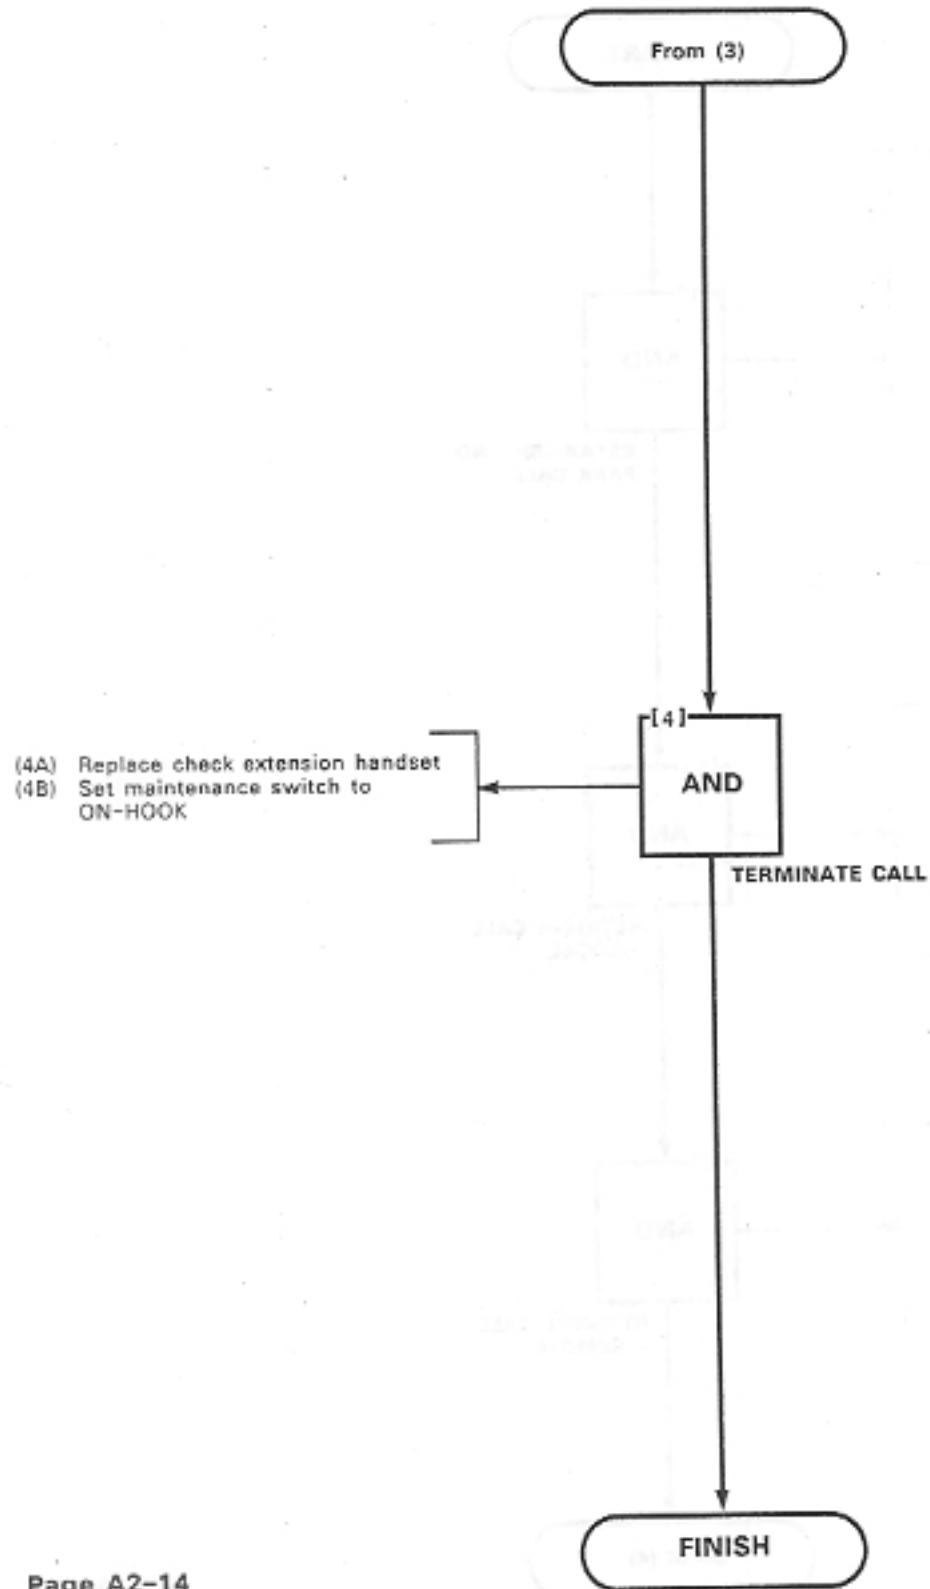 From (3)
[4]
AND
(4A) Replace check extension handset
(4B) Set maintenance switch to
ON-HOOK
TERMINATE CALL
FINISH
Page A2-14